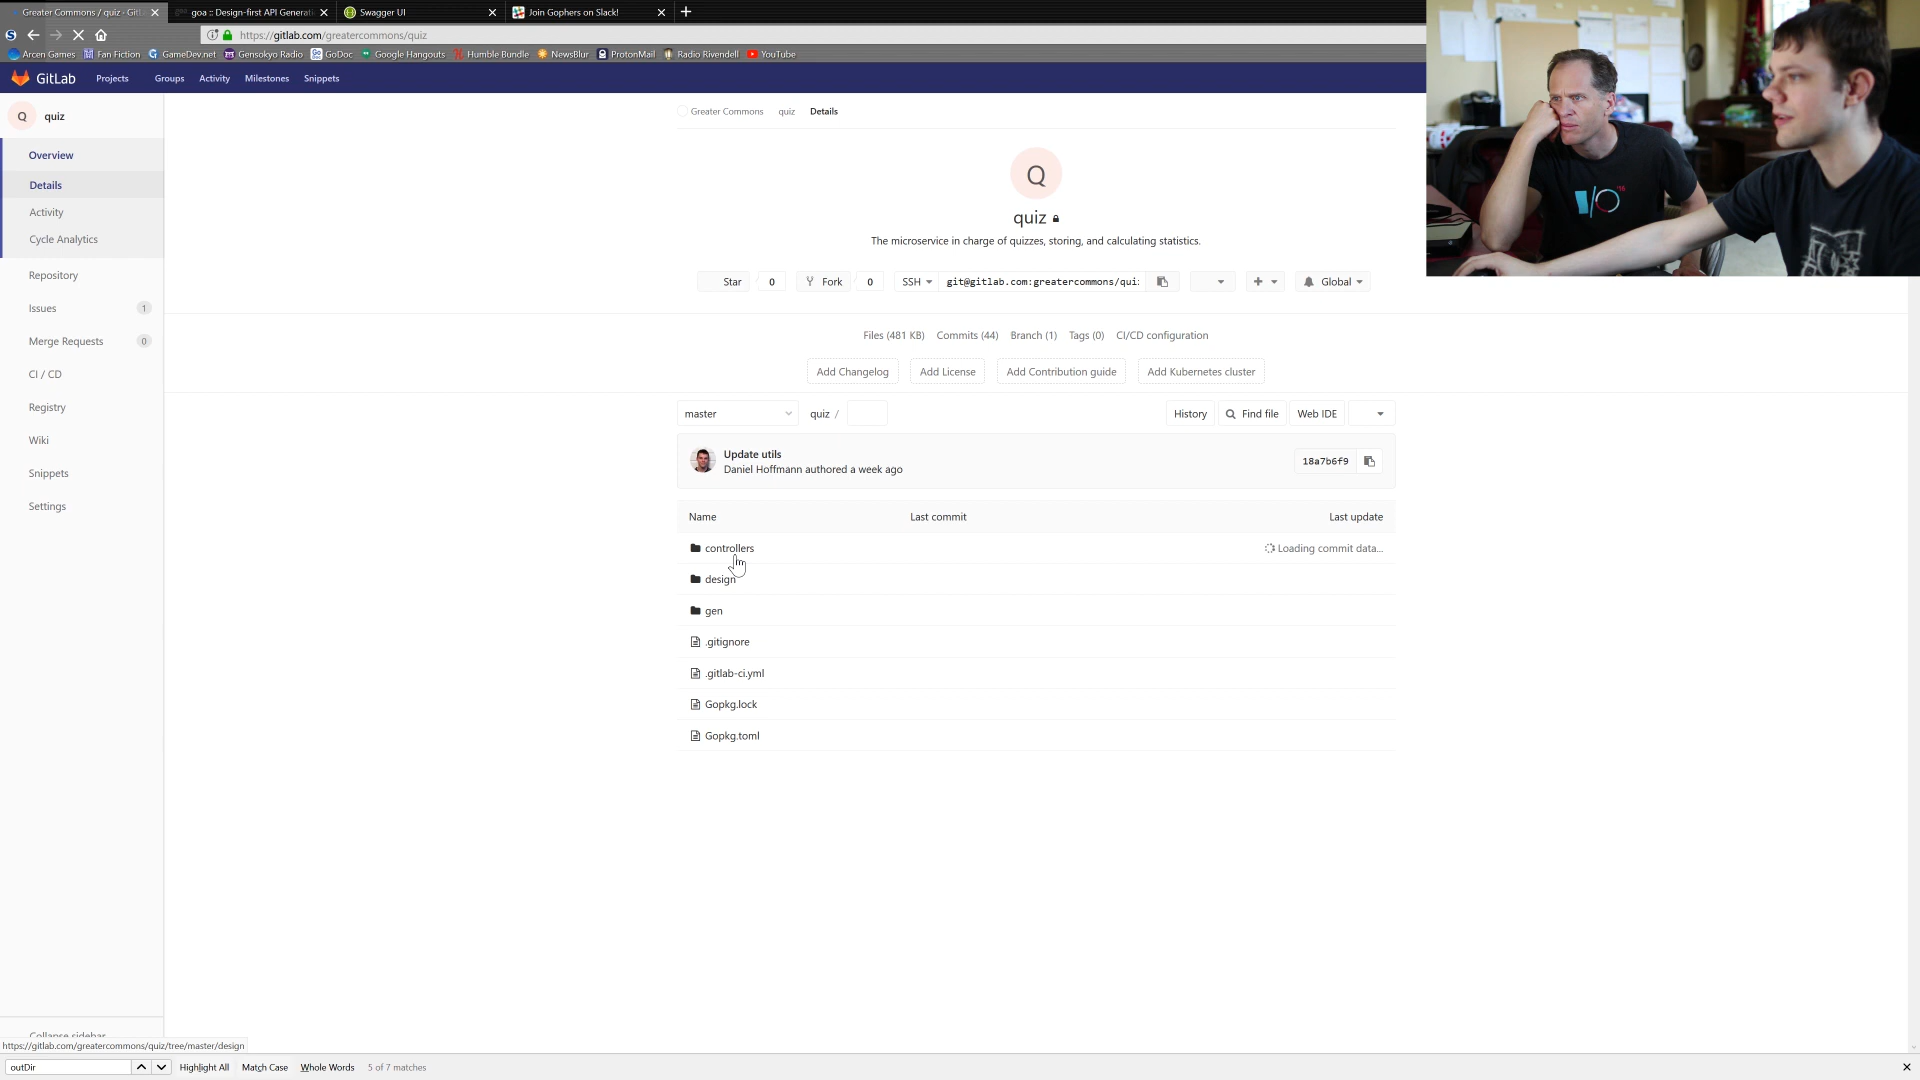 Greater Commons / quiz · GitL
goa :: Design-first API Generati
Swagger UI
Join Gophers on Slack!
https://gitlab.com/greatercommons/quiz
Arcen Games
Fan Fiction
GameDev.net
Gensokyo Radio
GoDoc
Google Hangouts
Humble Bundle
NewsBlur
ProtonMail
Radio Rivendell
YouTube
GitLab
Projects
Groups
Activity
Milestones
Snippets
Q quiz
Overview
Details
Activity
Cycle Analytics
Repository
Issues 1
Merge Requests 0
CI / CD
Registry
Wiki
Snippets
Settings
Greater Commons quiz Details
Q
quiz
The microservice in charge of quizzes, storing, and calculating statistics.
Star 0 Fork 0 SSH git@gitlab.com:greatercommons/qui: Global
Files (481 KB) Commits (44) Branch (1) Tags (0) CI/CD configuration
Add Changelog Add License Add Contribution guide Add Kubernetes cluster
master quiz / History Find file Web IDE
Update utils
Daniel Hoffmann authored a week ago
18a7b6f9
Name Last commit Last update
controllers Loading commit data...
design
gen
.gitignore
.gitlab-ci.yml
Gopkg.lock
Gopkg.toml
Collapse sidebar
https://gitlab.com/greatercommons/quiz/tree/master/design
outDir Highlight All Match Case Whole Words 5 of 7 matches
I/O